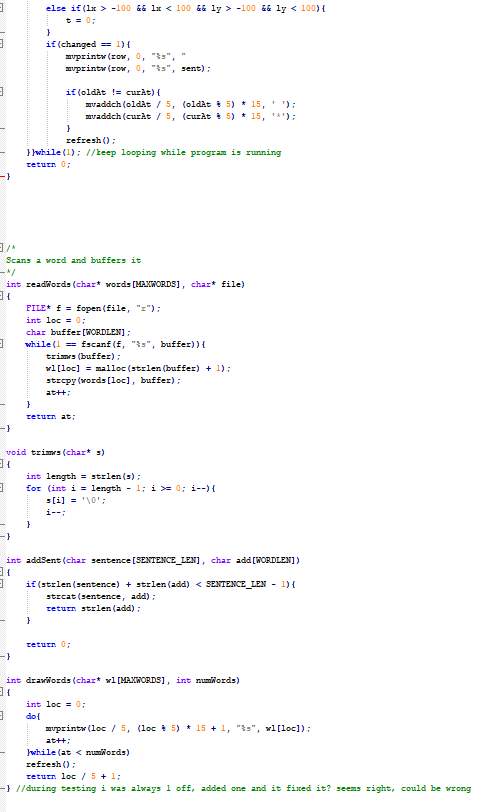 else if(lx > -100 && lx < 100 && ly > -100 && ly < 100){
t = 0;
}
if(changed == 1){
mvprintw(row, 0, "%s", "
mvprintw(row, 0, "%s", sent);
if(oldAt != curAt){
mvaddch(oldAt / 5, (oldAt % 5) * 15, ' ');
mvaddch(curAt / 5, (curAt % 5) * 15, '*');
}
refresh();
}}while(1); //keep looping while program is running
return 0;
}
/*
Scans a word and buffers it
*/
int readWords(char* words[MAXWORDS], char* file)
{
FILE* f = fopen(file, "r");
int loc = 0;
char buffer[WORDLEN];
while(1 == fscanf(f, "%s", buffer)){
trimws(buffer);
wl[loc] = malloc(strlen(buffer) + 1);
strcpy(words[loc], buffer);
at++;
}
return at;
}
void trimws(char* s)
{
int length = strlen(s);
for (int i = length - 1; i >= 0; i--){
s[i] = '\0';
i--;
}
}
int addSent(char sentence[SENTENCE_LEN], char add[WORDLEN])
{
if(strlen(sentence) + strlen(add) < SENTENCE_LEN - 1){
strcat(sentence, add);
return strlen(add);
}
return 0;
}
int drawWords(char* wl[MAXWORDS], int numWords)
{
int loc = 0;
do{
mvprintw(loc / 5, (loc % 5) * 15 + 1, "%s", wl[loc]);
at++;
}while(at < numWords)
refresh();
return loc / 5 + 1;
} //during testing i was always 1 off, added one and it fixed it? seems right, could be wrong